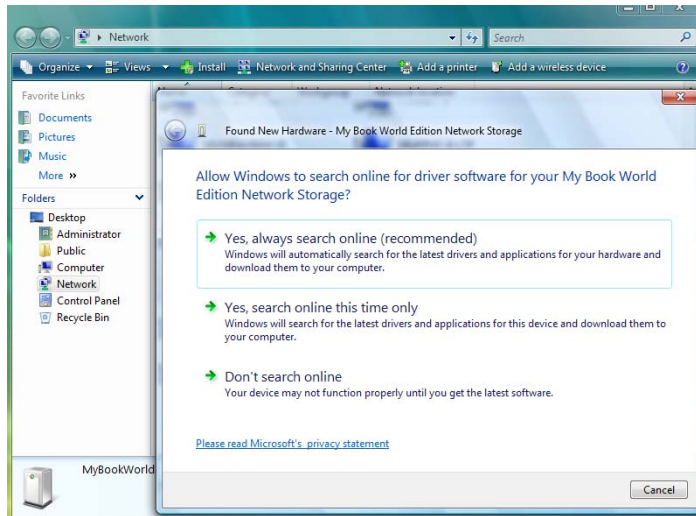 Network
Search
Organize
Views
Install
Network and Sharing Center
Add a printer
Add a wireless device
Favorite Links
Documents
Pictures
Music
More »
Folders
Desktop
Administrator
Public
Computer
Network
Control Panel
Recycle Bin
MyBookWorld
Found New Hardware - My Book World Edition Network Storage
Allow Windows to search online for driver software for your My Book World
Edition Network Storage?
Yes, always search online (recommended)
Windows will automatically search for the latest drivers and applications for your hardware and
download them to your computer.
Yes, search online this time only
Windows will search for the latest drivers and applications for this device and download them to
your computer.
Don't search online
Your device may not function properly until you get the latest software.
Please read Microsoft's privacy statement
Cancel